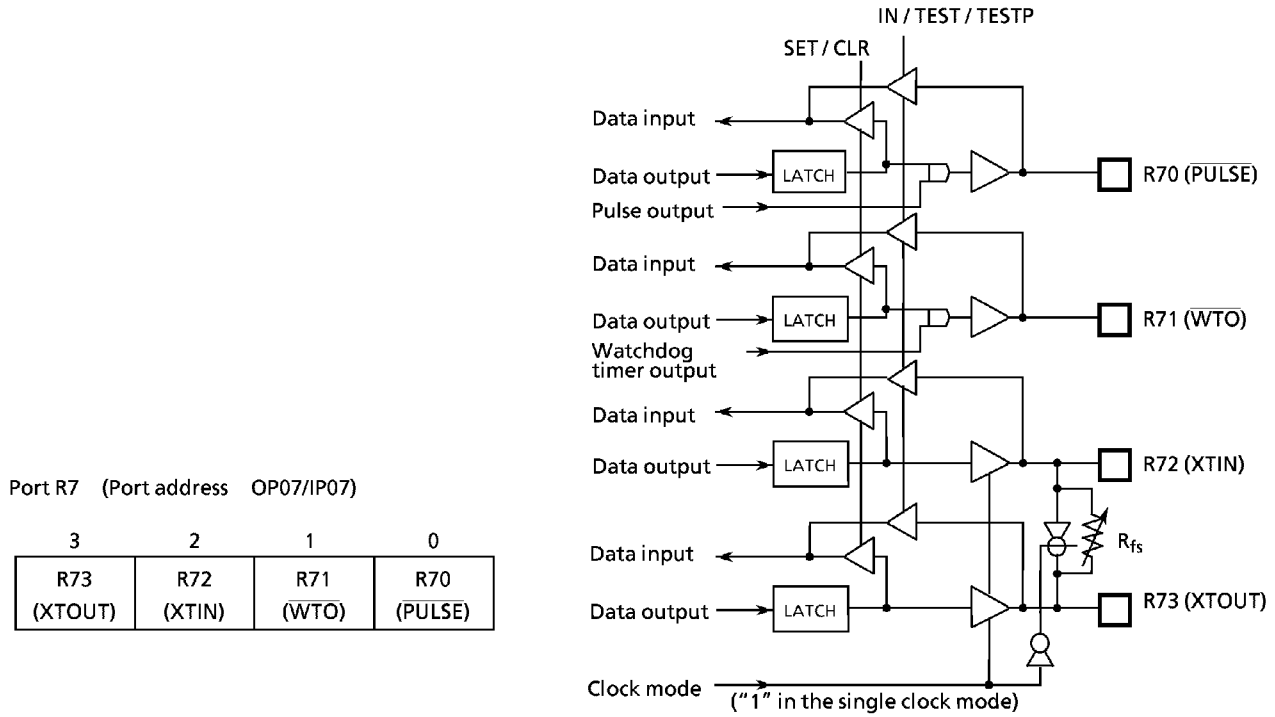 IN / TEST / TESTP
SET / CLR
Data input
Data output
LATCH
R70 (PULSE)
Pulse output
Data input
Data output
LATCH
R71 (WTO)
Watchdog
timer output
Data input
Data output
LATCH
R72 (XTIN)
Rfs
Data input
Data output
LATCH
R73 (XTOUT)
Clock mode
("1" in the single clock mode)
Port R7 (Port address OP07/IP07)
3 2 1 0
R73 R72 R71 R70
(XTOUT) (XTIN) (WTO) (PULSE)